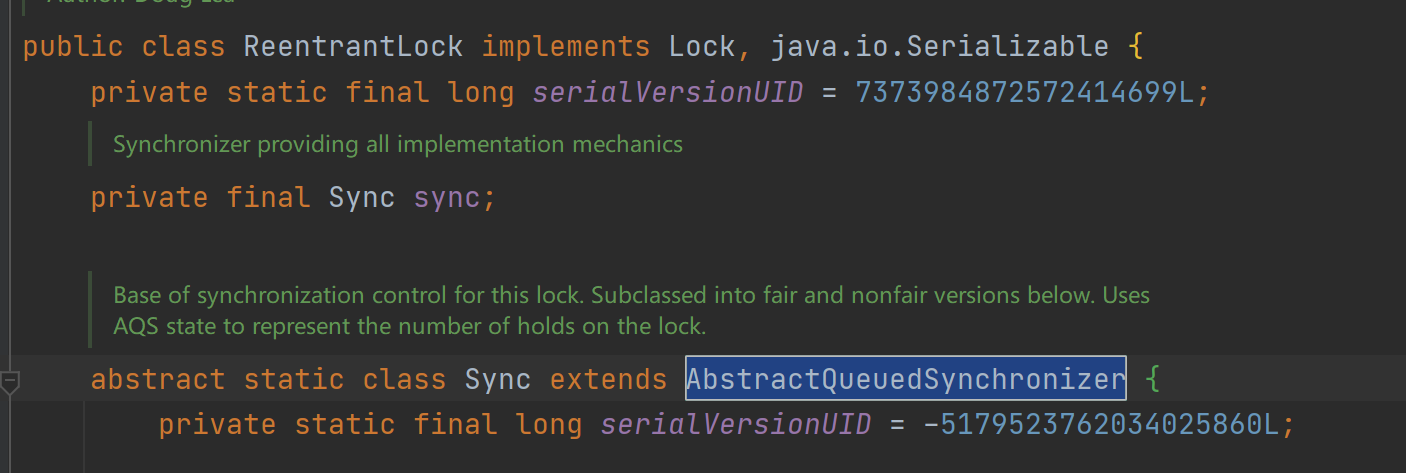 public class ReentrantLock implements Lock, java.io.Serializable {
private static final long serialVersionUID = 7373984872572414699L;
Synchronizer providing all implementation mechanics
private final Sync sync;
Base of synchronization control for this lock. Subclassed into fair and nonfair versions below. Uses
AQS state to represent the number of holds on the lock.
abstract static class Sync extends AbstractQueuedSynchronizer {
private static final long serialVersionUID = -5179523762034025860L;